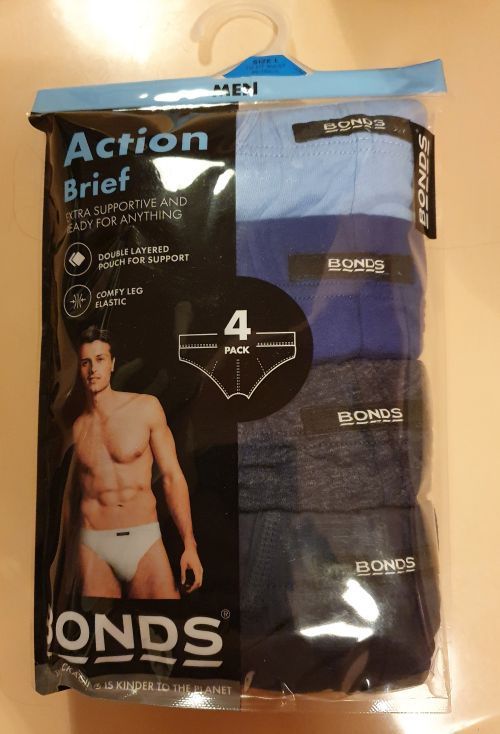 SIZE L
MEN
Action
Brief
EXTRA SUPPORTIVE AND
READY FOR ANYTHING
DOUBLE LAYERED
POUCH FOR SUPPORT
COMFY LEG
ELASTIC
4
PACK
BONDS
BONDS
BONDS
BONDS
BONDS
BONDS®
IS KINDER TO THE PLANET